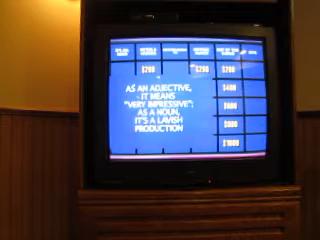 $200
$200
$200
AS AN ADJECTIVE,
IT MEANS
"VERY IMPRESSIVE";
AS A NOUN,
IT'S A LAVISH
PRODUCTION
$400
$600
$800
$1000